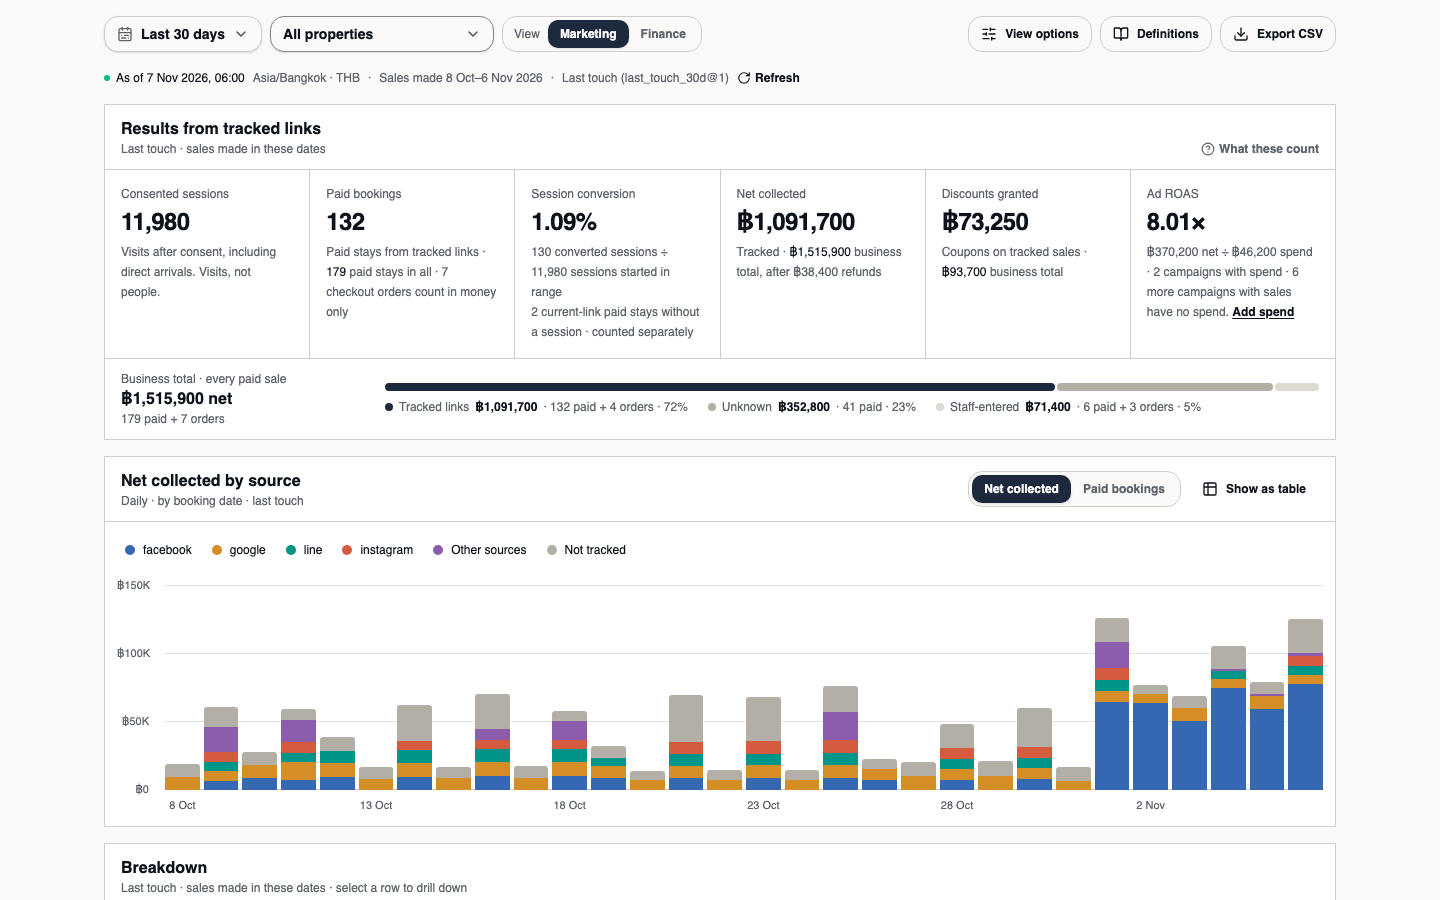 Last 30 days
All properties
View Marketing Finance
View options
Definitions
Export CSV
As of 7 Nov 2026, 06:00 Asia/Bangkok · THB · Sales made 8 Oct–6 Nov 2026 · Last touch (last_touch_30d@1) Refresh
Results from tracked links
Last touch · sales made in these dates
What these count
Consented sessions
11,980
Visits after consent, including
direct arrivals. Visits, not
people.
Paid bookings
132
Paid stays from tracked links ·
179 paid stays in all · 7
checkout orders count in money
only
Session conversion
1.09%
130 converted sessions ÷
11,980 sessions started in
range
2 current-link paid stays without
a session · counted separately
Net collected
฿1,091,700
Tracked · ฿1,515,900 business
total, after ฿38,400 refunds
Discounts granted
฿73,250
Coupons on tracked sales ·
฿93,700 business total
Ad ROAS
8.01×
฿370,200 net ÷ ฿46,200 spend
· 2 campaigns with spend · 6
more campaigns with sales
have no spend. Add spend
Business total · every paid sale
฿1,515,900 net
179 paid + 7 orders
Tracked links ฿1,091,700 · 132 paid + 4 orders · 72%
Unknown ฿352,800 · 41 paid · 23%
Staff-entered ฿71,400 · 6 paid + 3 orders · 5%
Net collected by source
Daily · by booking date · last touch
Net collected Paid bookings
Show as table
facebook google line instagram Other sources Not tracked
฿150K
฿100K
฿50K
฿0
8 Oct 13 Oct 18 Oct 23 Oct 28 Oct 2 Nov
Breakdown
Last touch · sales made in these dates · select a row to drill down